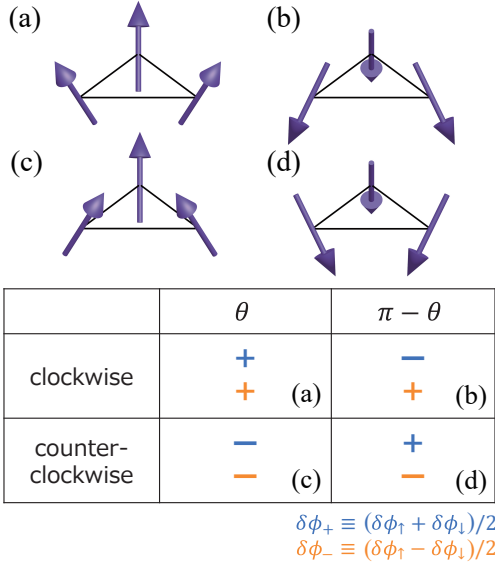 (a)
(b)
(c)
(d)
θ
π − θ
clockwise
+
−
+
+
(a)
(b)
counter-
clockwise
−
+
−
−
(c)
(d)
δϕ₊ ≡ (δϕ↑ + δϕ↓)/2
δϕ₋ ≡ (δϕ↑ − δϕ↓)/2